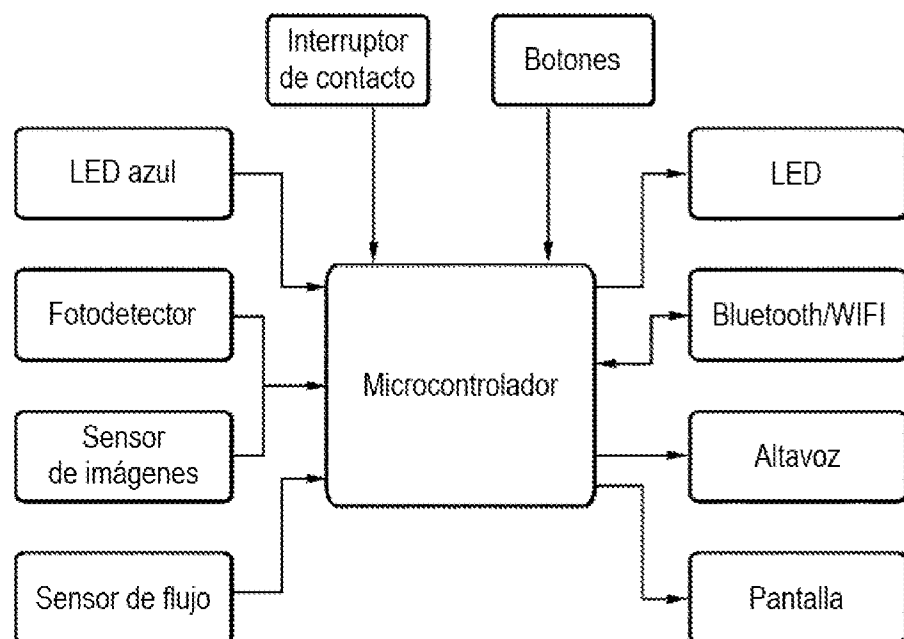 Interruptor
de contacto
Botones
LED azul
LED
Fotodetector
Bluetooth/WIFI
Microcontrolador
Sensor
de imágenes
Altavoz
Sensor de flujo
Pantalla